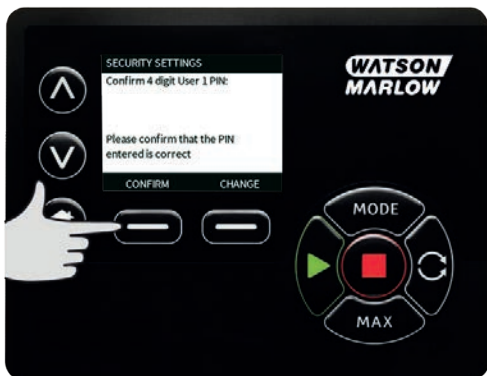 SECURITY SETTINGS
Confirm 4 digit User 1 PIN:
Please confirm that the PIN
entered is correct
CONFIRM CHANGE
WATSON
MARLOW
MODE
MAX